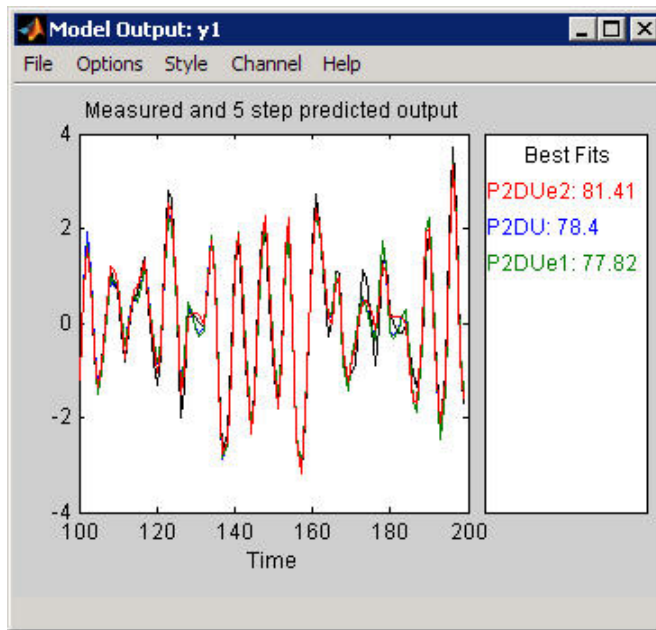 Model Output: y1
File Options Style Channel Help
Measured and 5 step predicted output
4
2
0
-2
-4
100 120 140 160 180 200
Time
Best Fits
P2DUe2: 81.41
P2DU: 78.4
P2DUe1: 77.82